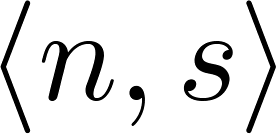 ⟨n, s⟩